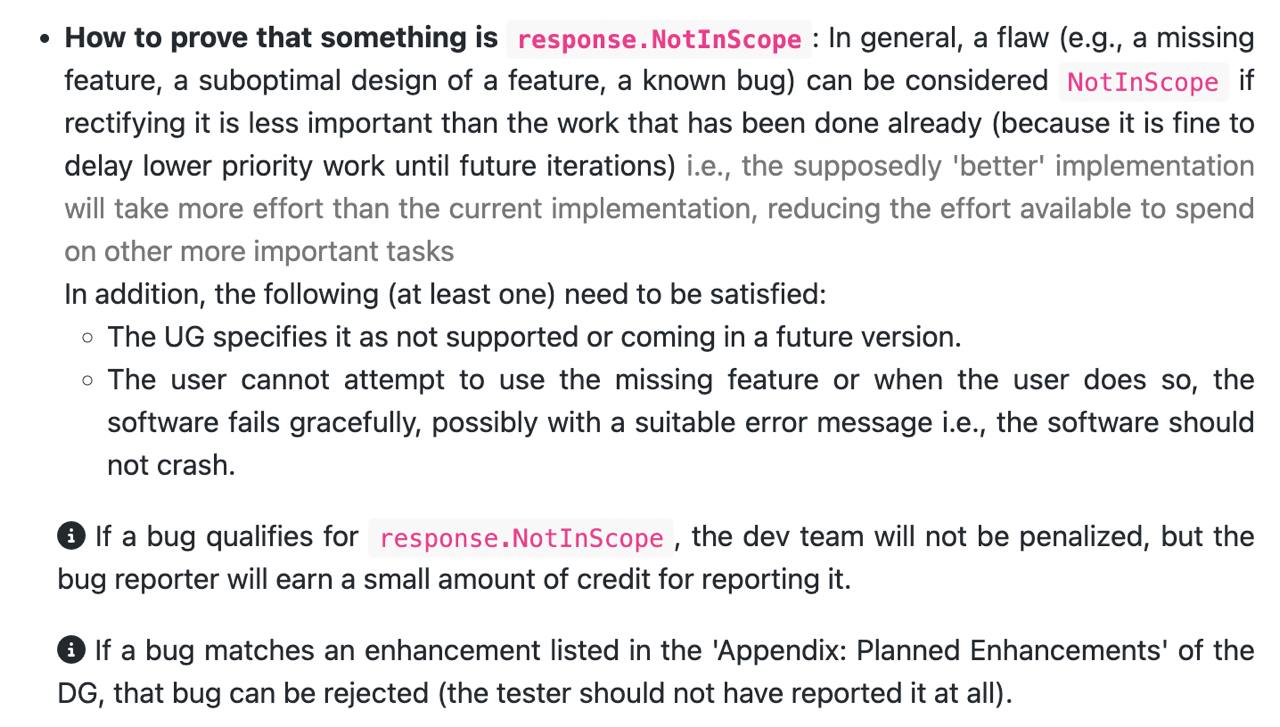 • How to prove that something is response.NotInScope : In general, a flaw (e.g., a missing
feature, a suboptimal design of a feature, a known bug) can be considered NotInScope if
rectifying it is less important than the work that has been done already (because it is fine to
delay lower priority work until future iterations) i.e., the supposedly 'better' implementation
will take more effort than the current implementation, reducing the effort available to spend
on other more important tasks
In addition, the following (at least one) need to be satisfied:
◦ The UG specifies it as not supported or coming in a future version.
◦ The user cannot attempt to use the missing feature or when the user does so, the
software fails gracefully, possibly with a suitable error message i.e., the software should
not crash.
If a bug qualifies for response.NotInScope , the dev team will not be penalized, but the
bug reporter will earn a small amount of credit for reporting it.
If a bug matches an enhancement listed in the 'Appendix: Planned Enhancements' of the
DG, that bug can be rejected (the tester should not have reported it at all).